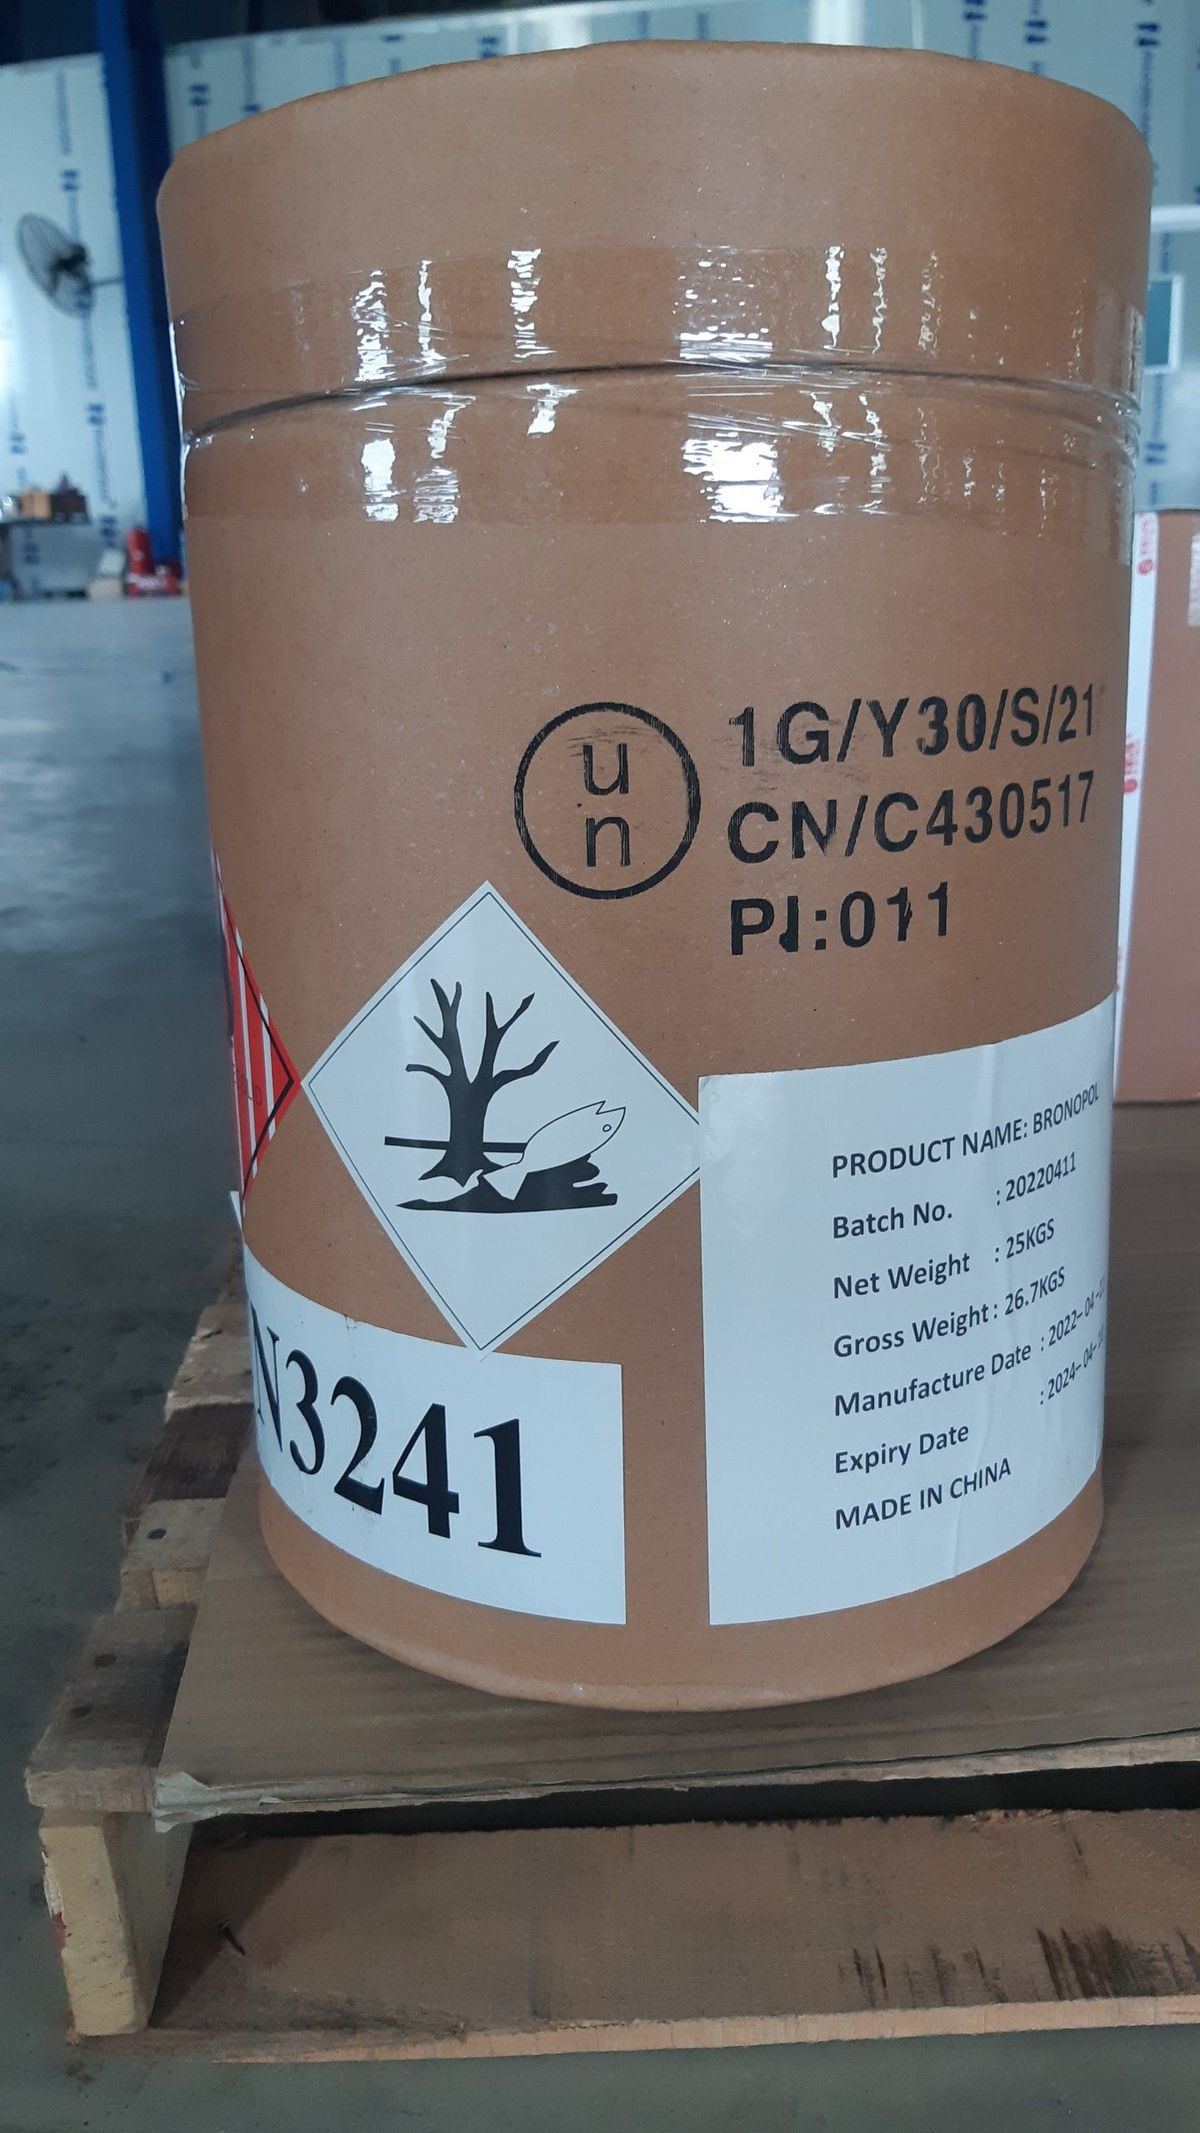 u
n
1G/Y30/S/21
CN/C430517
PI:011
PRODUCT NAME: BRONOPOL
Batch No. : 20220411
Net Weight : 25KGS
Gross Weight : 26.7KGS
Manufacture Date : 2022-04-
Expiry Date : 2024-04-
MADE IN CHINA
N3241